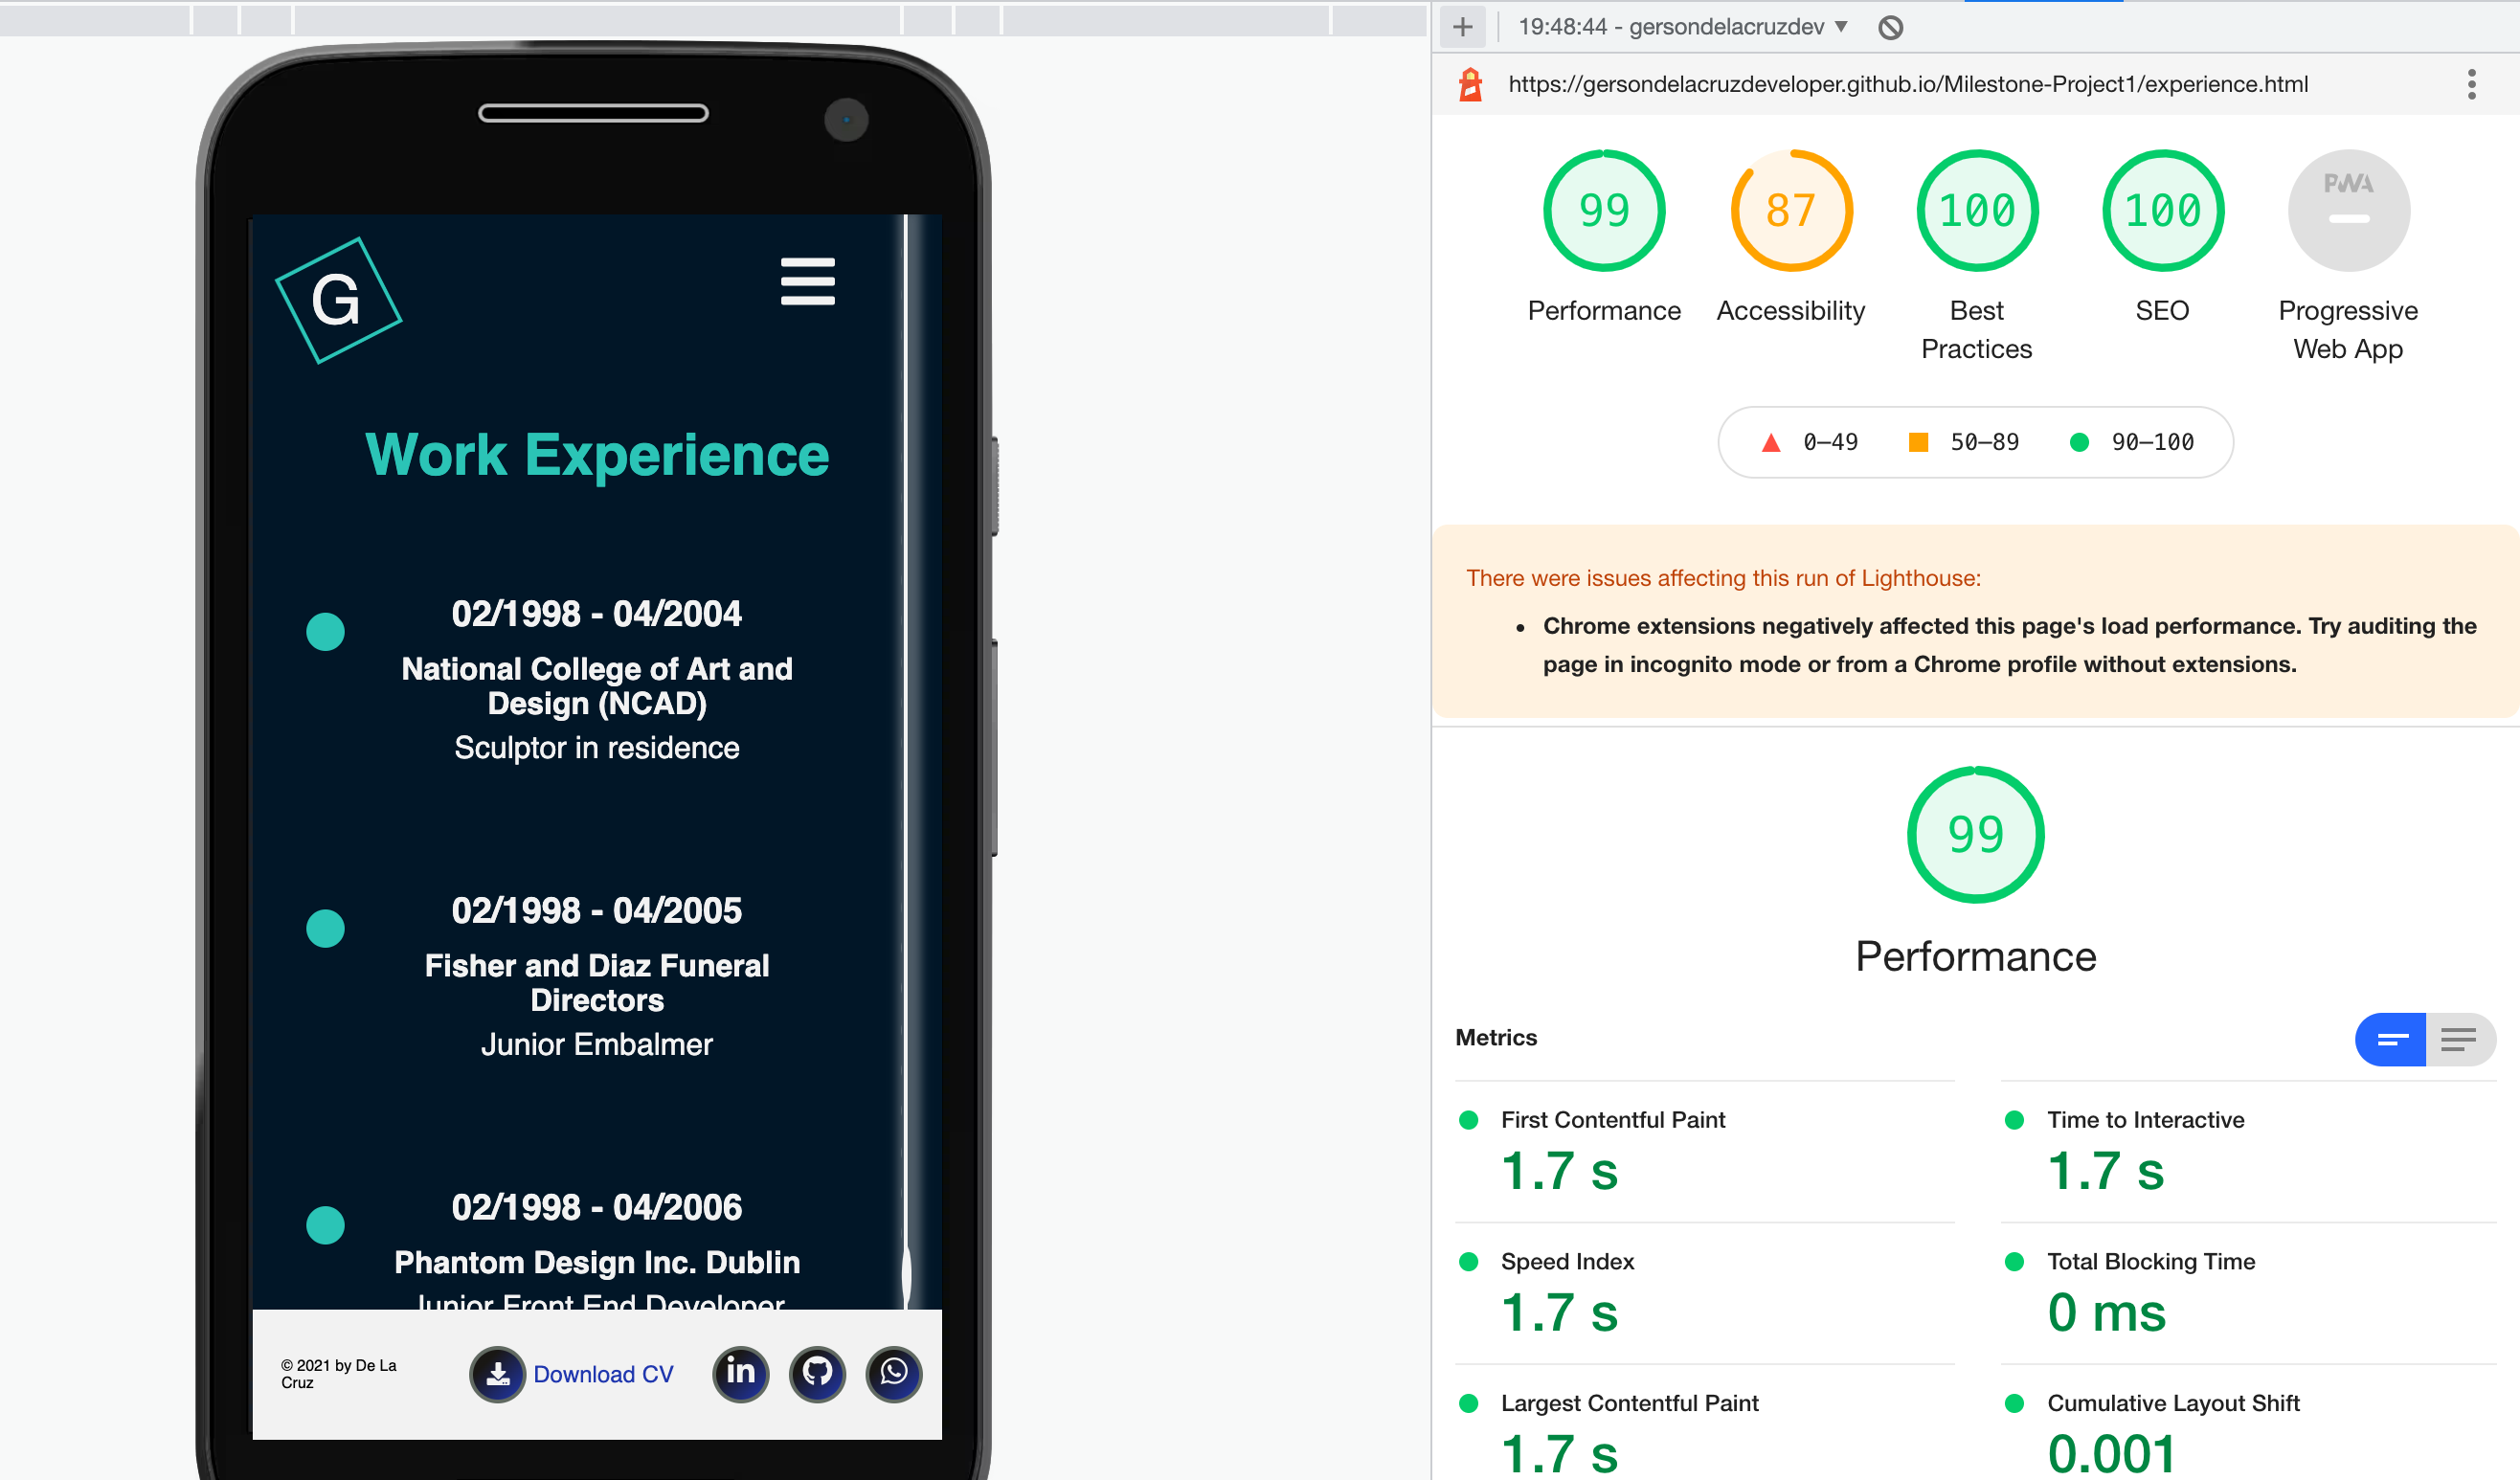 G
Work Experience
02/1998 - 04/2004
National College of Art and
Design (NCAD)
Sculptor in residence
02/1998 - 04/2005
Fisher and Diaz Funeral
Directors
Junior Embalmer
02/1998 - 04/2006
Phantom Design Inc. Dublin
Junior Front End Developer
© 2021 by De La
Cruz
Download CV
in
19:48:44 - gersondelacruzdev
https://gersondelacruzdeveloper.github.io/Milestone-Project1/experience.html
99
Performance
87
Accessibility
100
Best
Practices
100
SEO
PWA
Progressive
Web App
0–49
50–89
90–100
There were issues affecting this run of Lighthouse:
Chrome extensions negatively affected this page's load performance. Try auditing the
page in incognito mode or from a Chrome profile without extensions.
99
Performance
Metrics
First Contentful Paint
1.7 s
Time to Interactive
1.7 s
Speed Index
1.7 s
Total Blocking Time
0 ms
Largest Contentful Paint
1.7 s
Cumulative Layout Shift
0.001